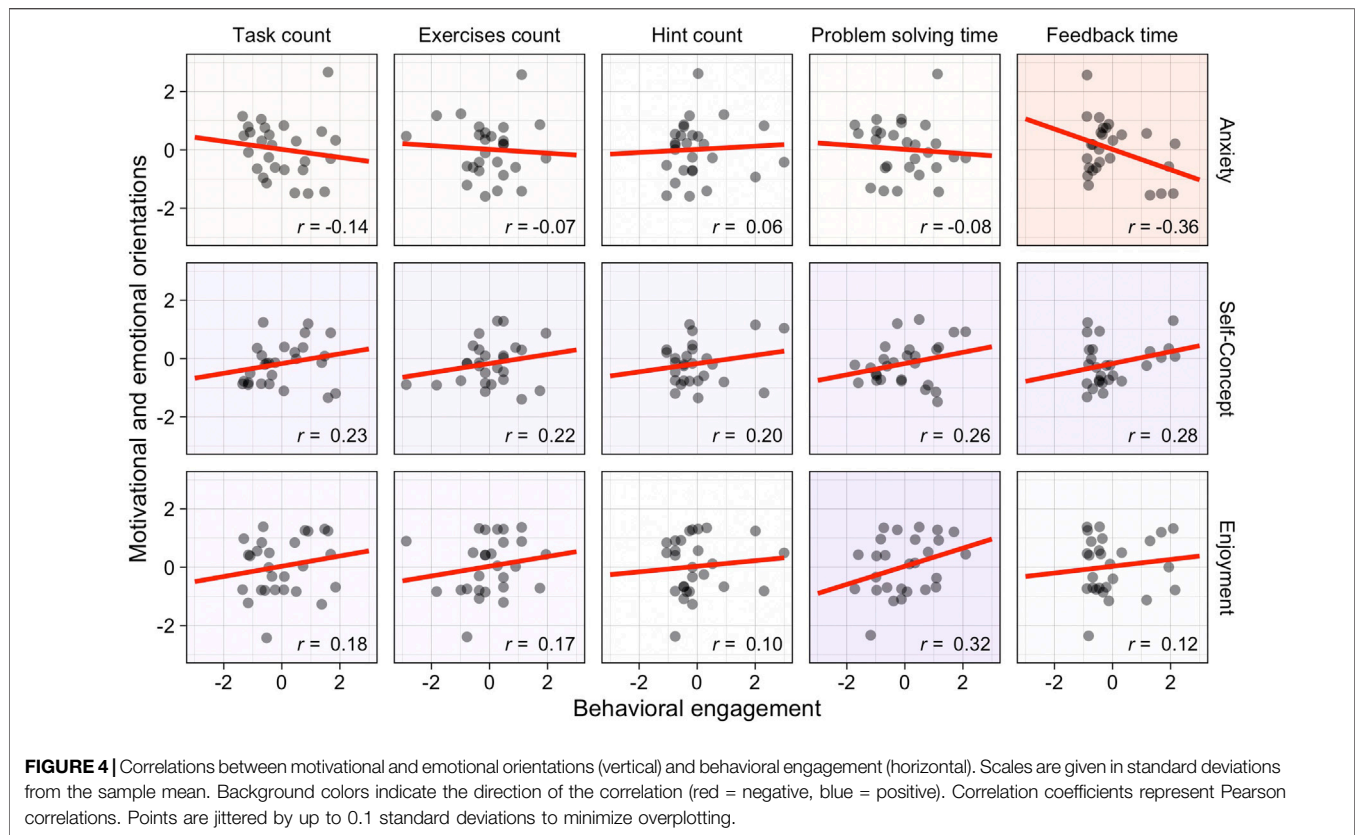 Task count
Exercises count
Hint count
Problem solving time
Feedback time
Motivational and emotional orientations
2
0
-2
r = -0.14
r = -0.07
r = 0.06
r = -0.08
r = -0.36
Anxiety
2
0
-2
r = 0.23
r = 0.22
r = 0.20
r = 0.26
r = 0.28
Self-Concept
2
0
-2
r = 0.18
r = 0.17
r = 0.10
r = 0.32
r = 0.12
Enjoyment
-2 0 2
-2 0 2
-2 0 2
-2 0 2
-2 0 2
Behavioral engagement
FIGURE 4 | Correlations between motivational and emotional orientations (vertical) and behavioral engagement (horizontal). Scales are given in standard deviations
from the sample mean. Background colors indicate the direction of the correlation (red = negative, blue = positive). Correlation coefficients represent Pearson
correlations. Points are jittered by up to 0.1 standard deviations to minimize overplotting.